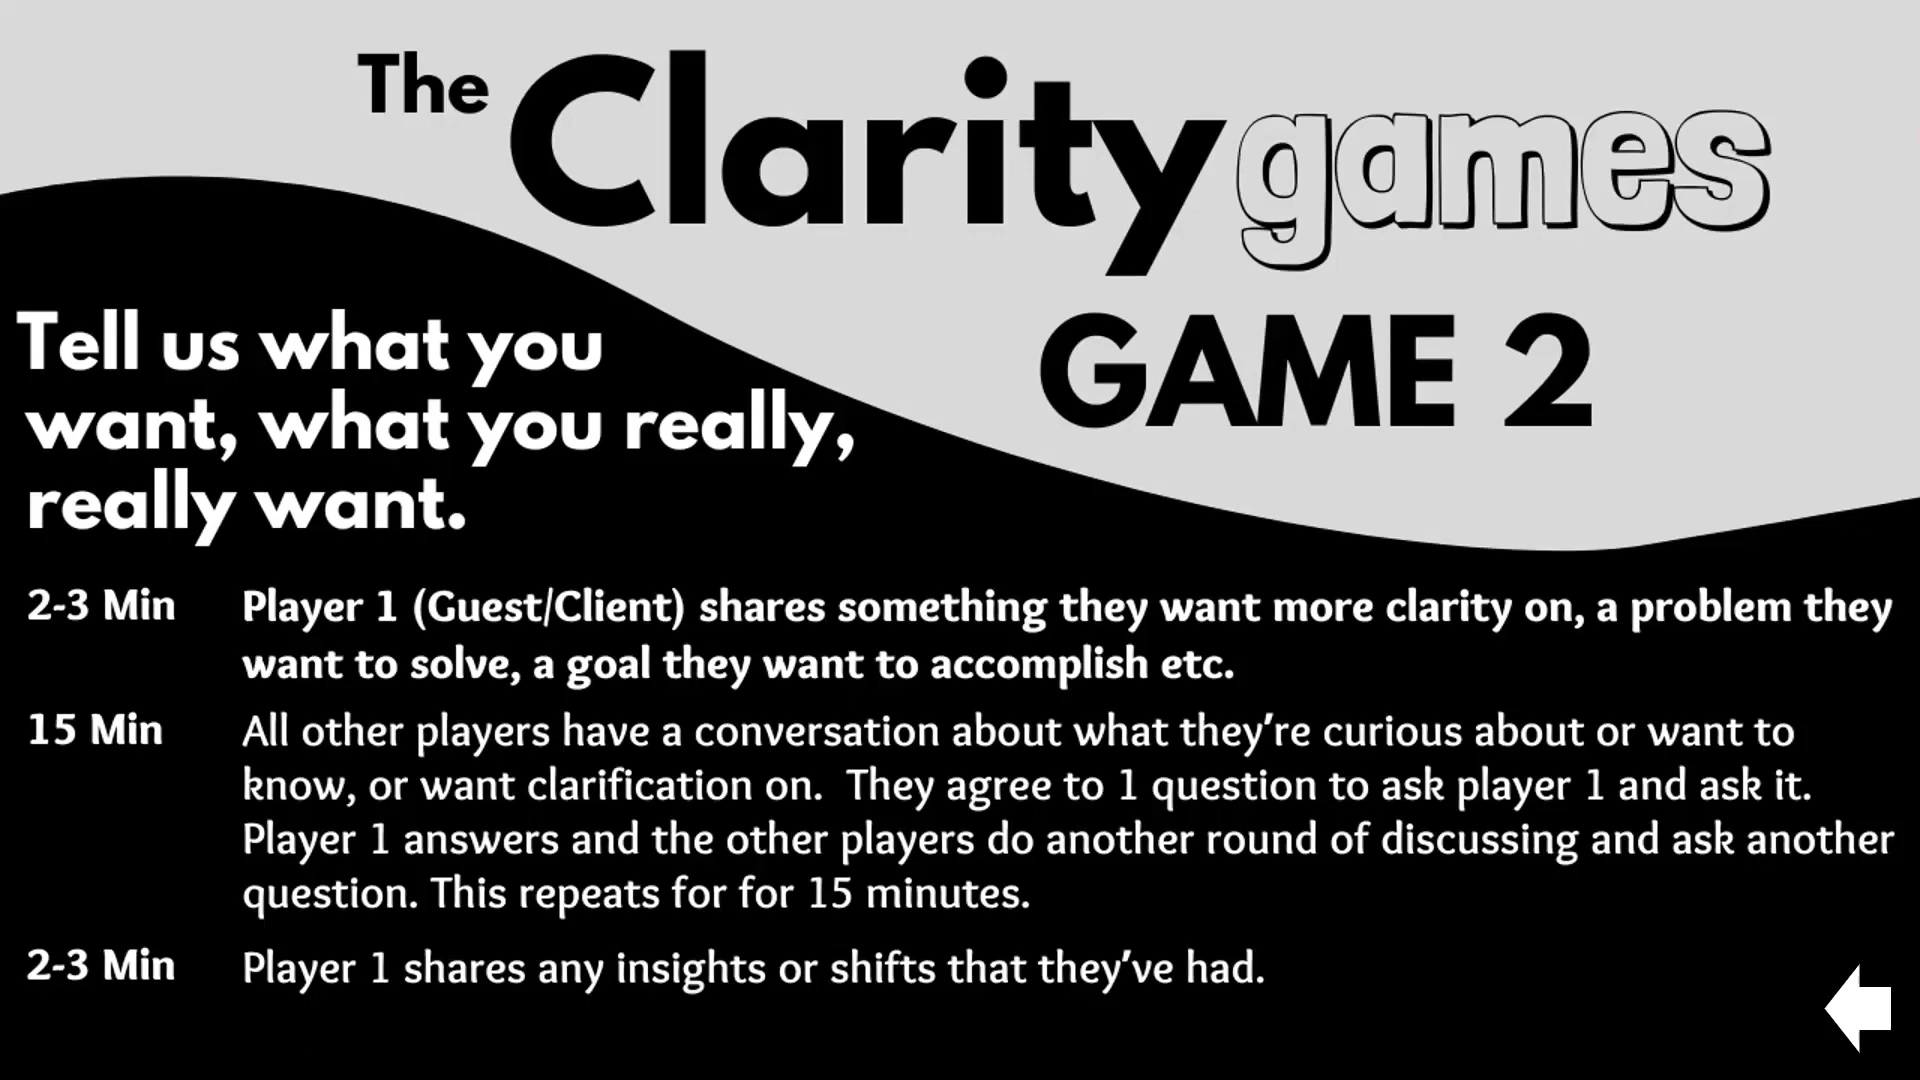 The Clarity games
GAME 2
Tell us what you
want, what you really,
really want.
2-3 Min Player 1 (Guest/Client) shares something they want more clarity on, a problem they
want to solve, a goal they want to accomplish etc.
15 Min All other players have a conversation about what they're curious about or want to
know, or want clarification on.  They agree to 1 question to ask player 1 and ask it.
Player 1 answers and the other players do another round of discussing and ask another
question. This repeats for for 15 minutes.
2-3 Min Player 1 shares any insights or shifts that they've had.